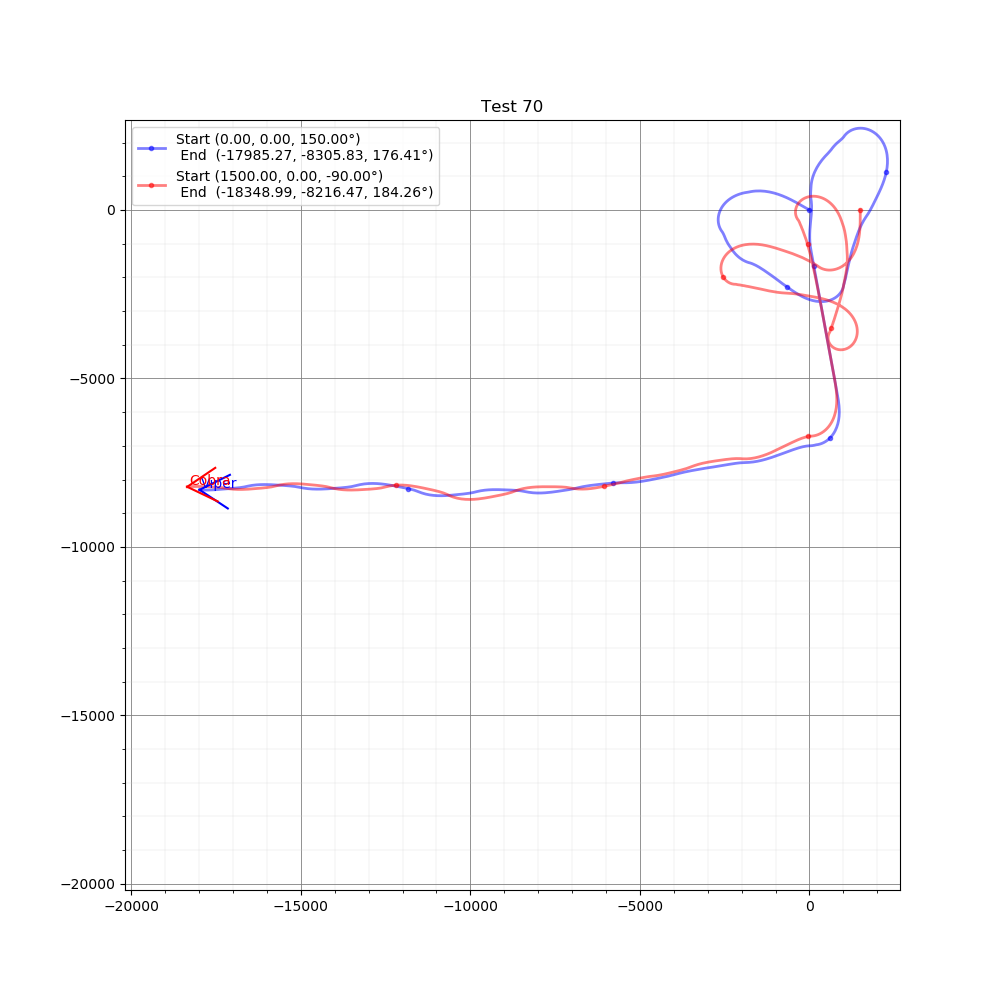 Test 70
Start (0.00, 0.00, 150.00°)
End (-17985.27, -8305.83, 176.41°)
Start (1500.00, 0.00, -90.00°)
End (-18348.99, -8216.47, 184.26°)
0
−5000
−10000
−15000
−20000
−20000 −15000 −10000 −5000 0